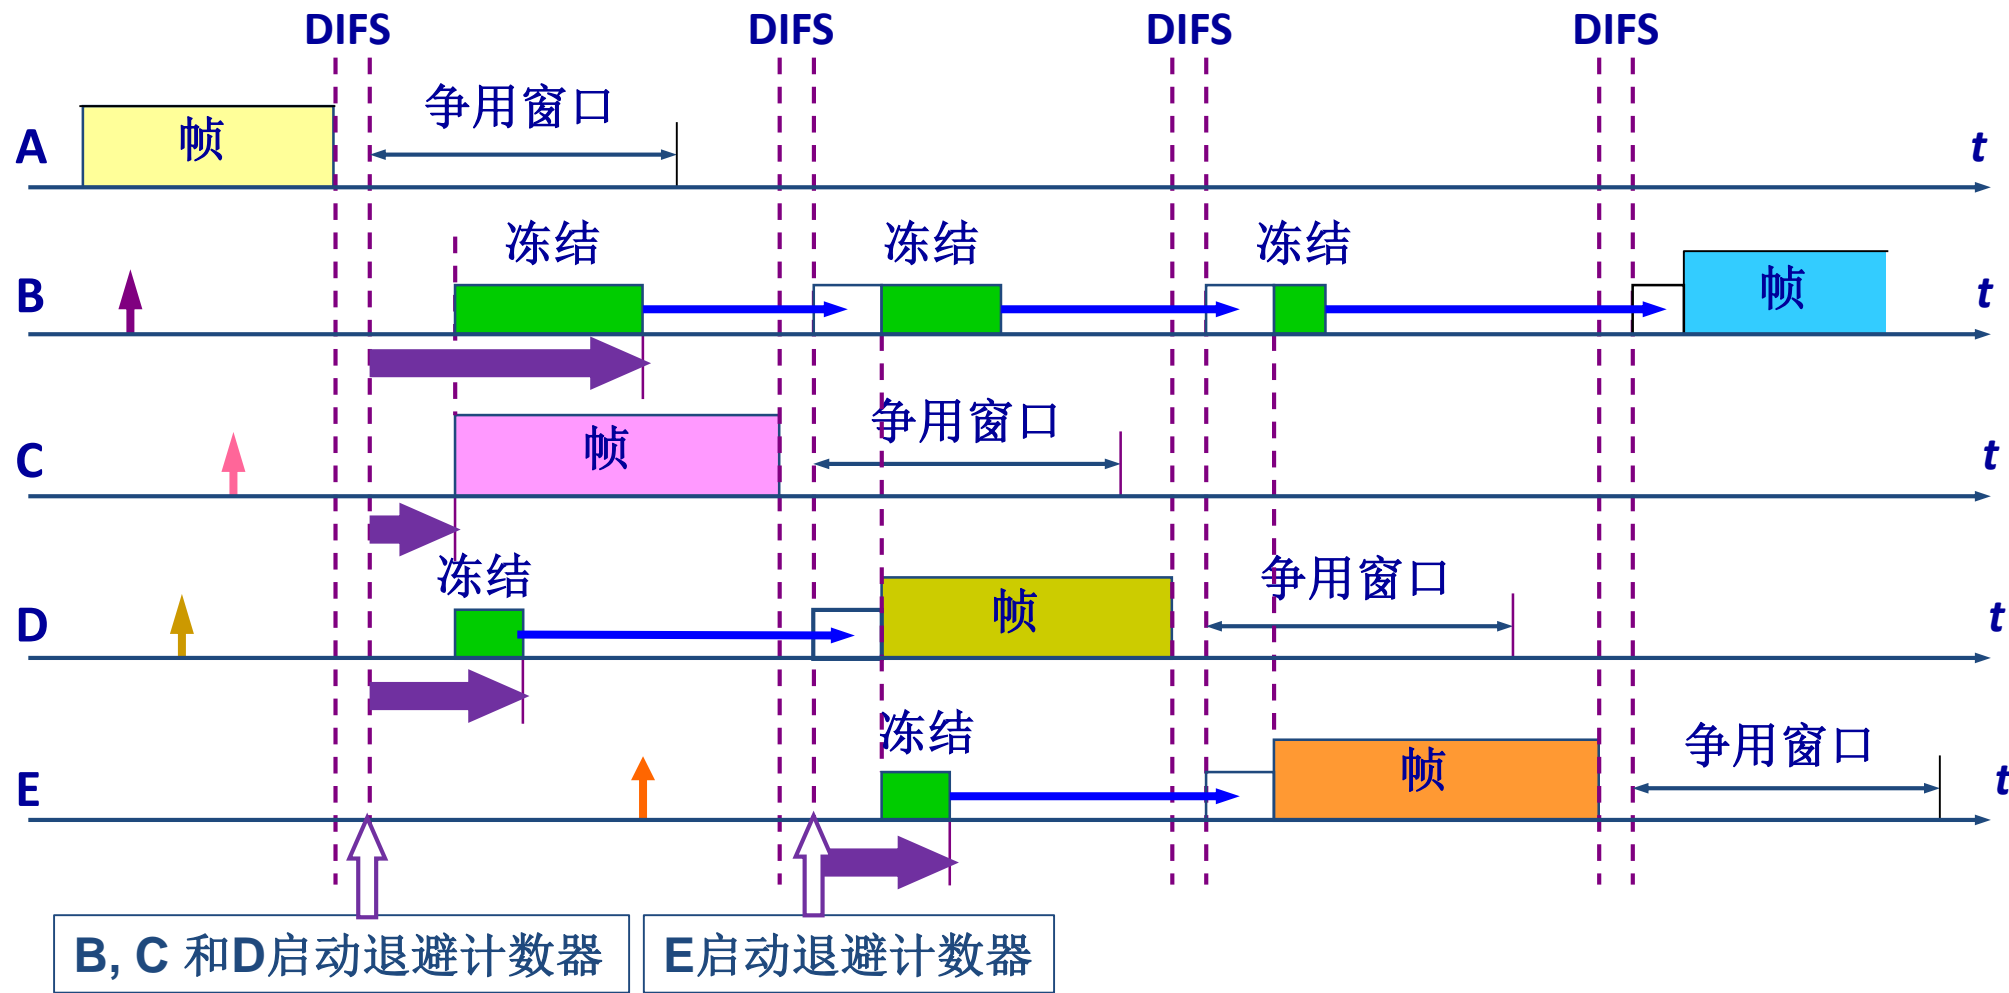 DIFS DIFS DIFS DIFS
争用窗口
A 帧 t
冻结 冻结 冻结
B 帧 t
争用窗口
C 帧 t
冻结 争用窗口
D 帧 t
冻结 争用窗口
E 帧 t
B, C 和D启动退避计数器 E启动退避计数器